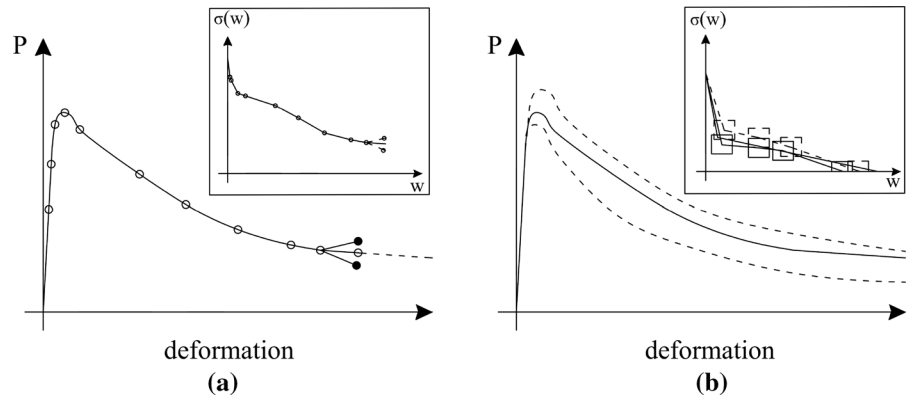 P
σ(w)
w
deformation
(a)
P
σ(w)
w
deformation
(b)